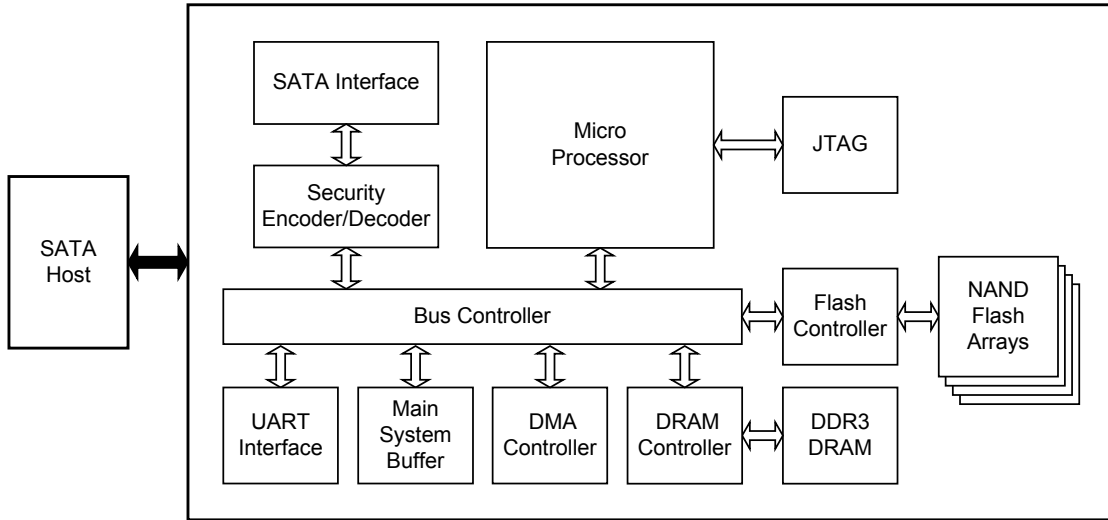 SATA Interface
Micro
Processor
JTAG
Security
Encoder/Decoder
SATA
Host
Bus Controller
Flash
Controller
NAND
Flash
Arrays
UART
Interface
Main
System
Buffer
DMA
Controller
DRAM
Controller
DDR3
DRAM